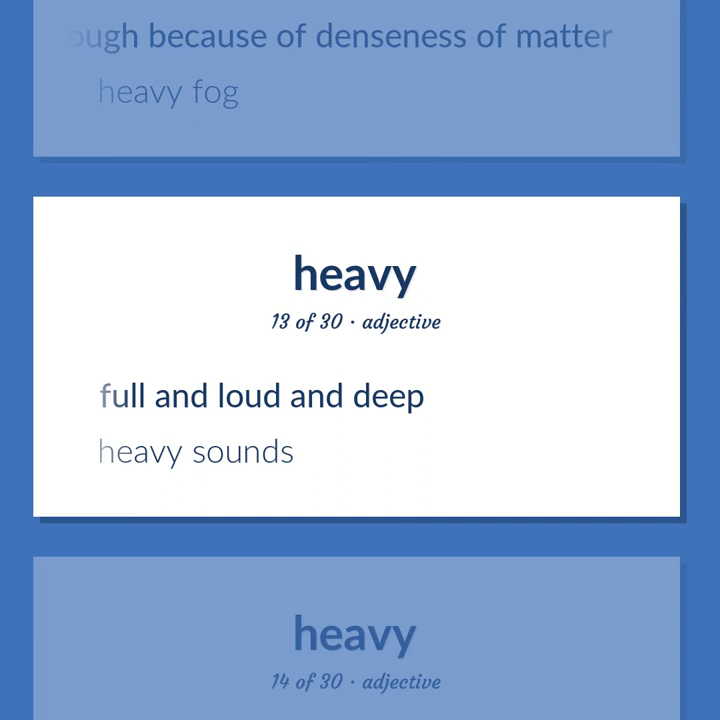 because of denseness of matter
heavy fog
heavy
13 of 30 · adjective
full and loud and deep
heavy sounds
heavy
14 of 30 · adjective